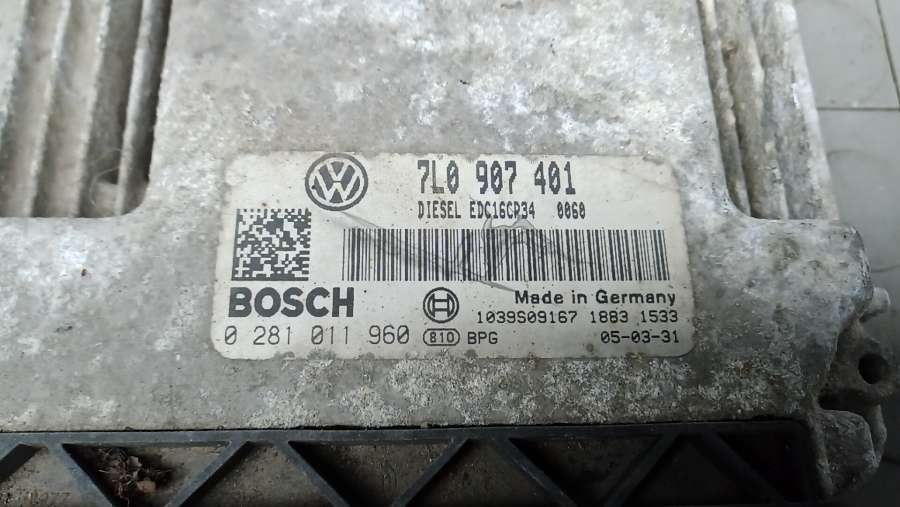 7L0 907 401
DIESEL EDC16CP34 0060
BOSCH
Made in Germany
1039S09167 1883 1533
0 281 011 960 810 BPG 05-03-31